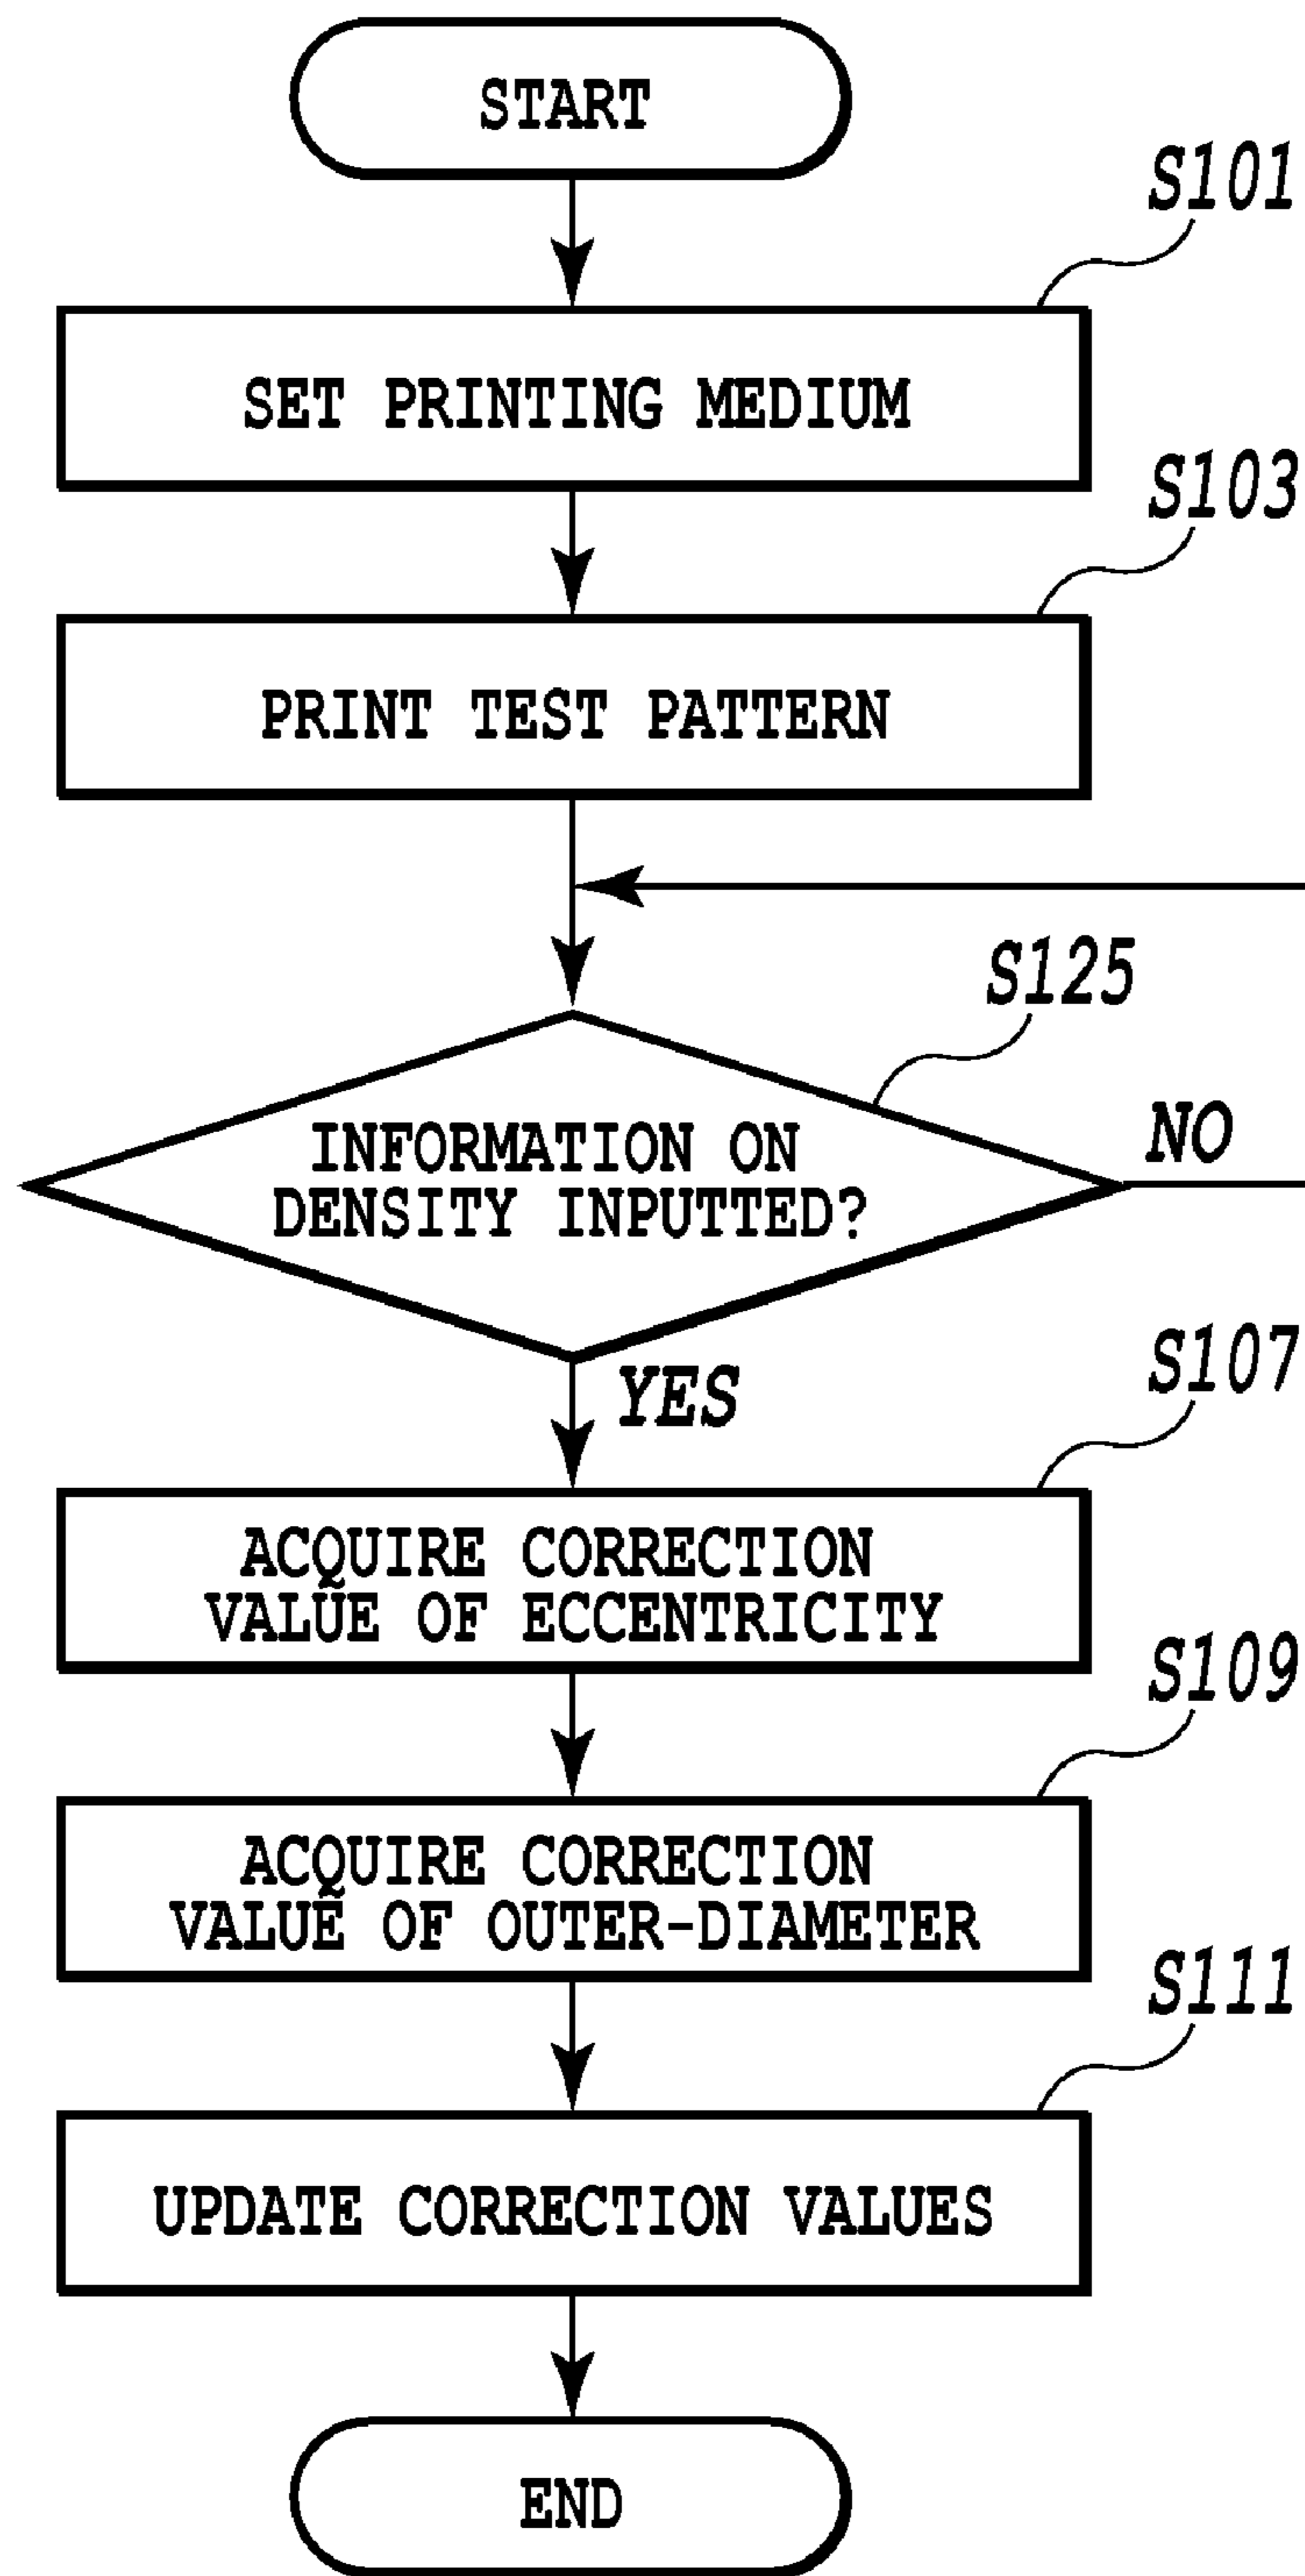 START
S101
SET PRINTING MEDIUM
S103
PRINT TEST PATTERN
S125
INFORMATION ON
DENSITY INPUTTED?
NO
YES
S107
ACQUIRE CORRECTION
VALUE OF ECCENTRICITY
S109
ACQUIRE CORRECTION
VALUE OF OUTER-DIAMETER
S111
UPDATE CORRECTION VALUES
END